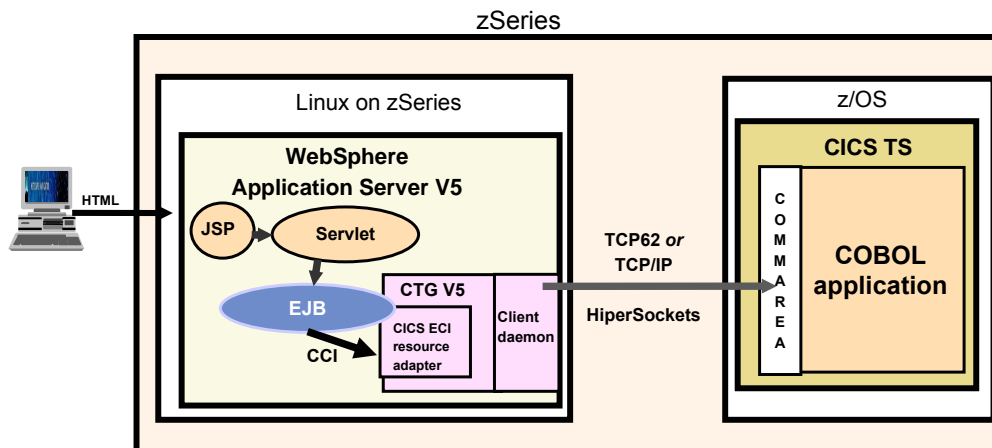 zSeries
Linux on zSeries
z/OS
WebSphere
Application Server V5
CICS TS
HTML
JSP
Servlet
EJB
CCI
CTG V5
CICS ECI
resource
adapter
Client
daemon
TCP62 or
TCP/IP
HiperSockets
C
O
M
M
A
R
E
A
COBOL
application